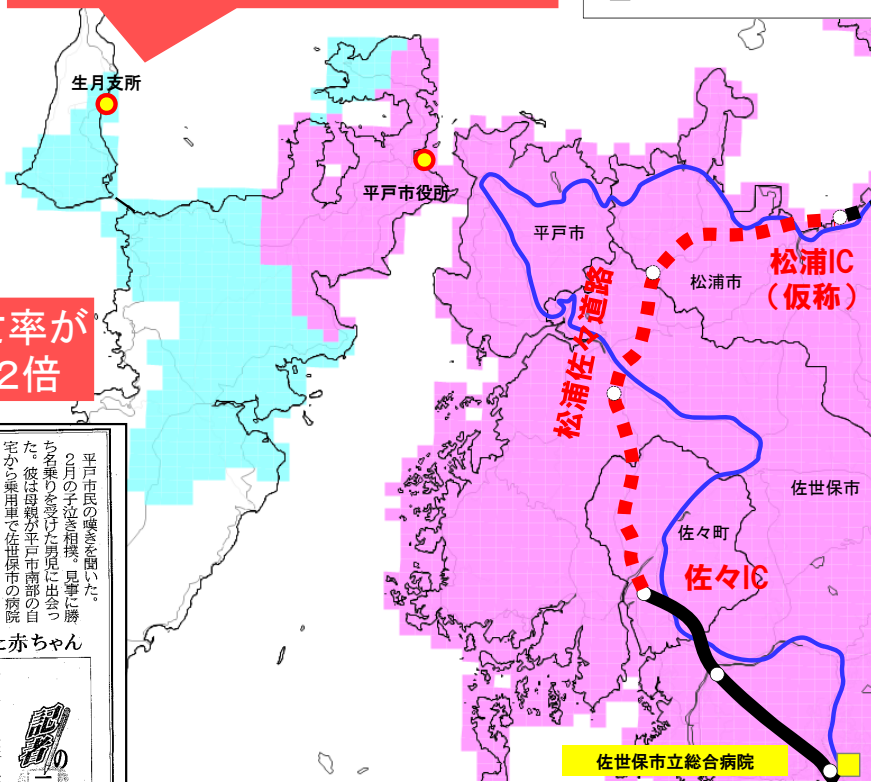 生月支所
平戸市役所
平戸市
松浦市
松浦IC
（仮称）
松浦佐々道路
率が
2倍
佐世保市
佐々町
佐々IC
佐世保市立総合病院
平戸市民の嘆きを聞いた。
２月の子泣き相撲。見事に勝
ち名乗りを受けた男児に出会っ
た。彼は母親が平戸市南部の自
宅から乗用車で佐世保市の病院
と赤ちゃん
記者の